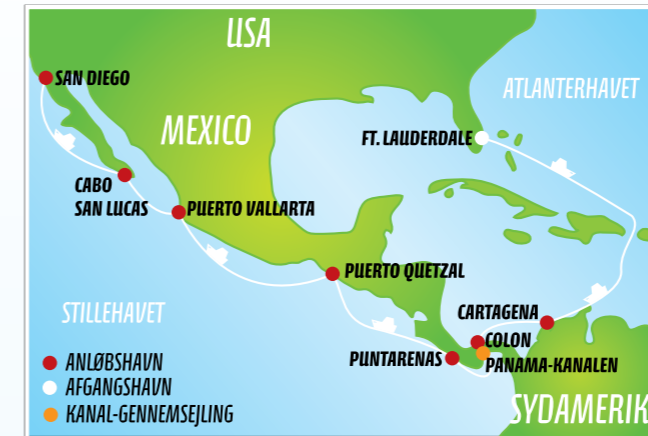 USA
SAN DIEGO
ATLANTERHAVET
MEXICO
FT. LAUDERDALE
CABO
SAN LUCAS
PUERTO VALLARTA
PUERTO QUETZAL
STILLEHAVET
CARTAGENA
COLON
PUNTARENAS
PANAMA-KANALEN
ANLØBSHAVN
AFGANGSHAVN
KANAL-GENNEMSEJLING
SYDAMERIK